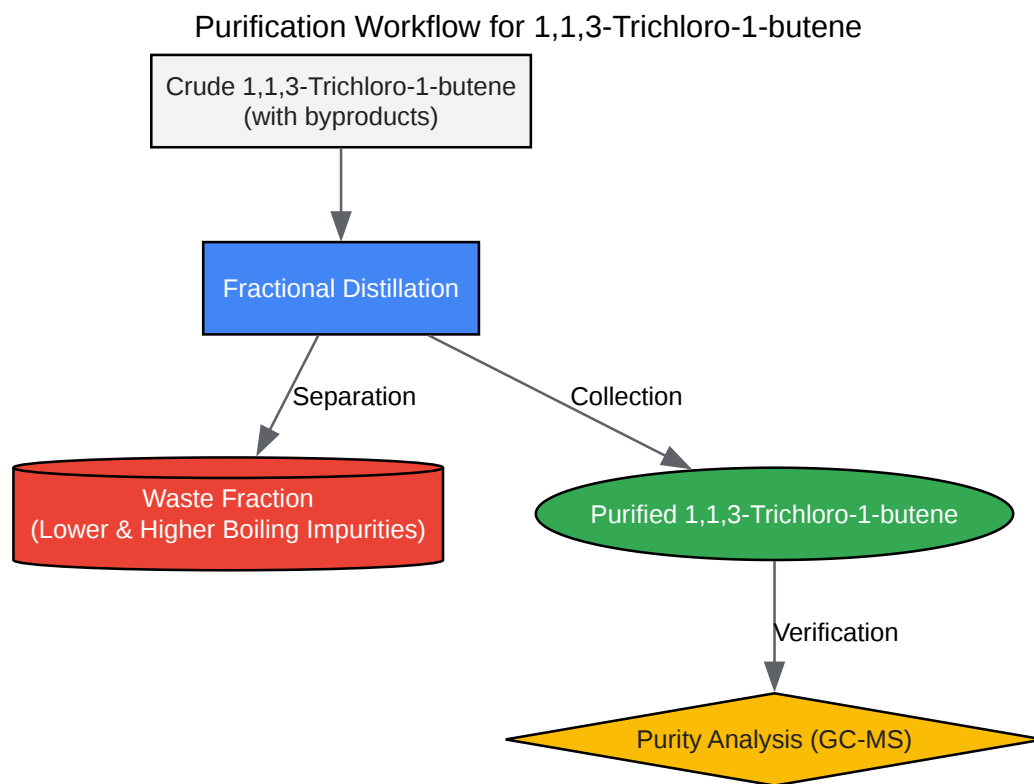 Purification Workflow for 1,1,3-Trichloro-1-butene
Crude 1,1,3-Trichloro-1-butene
(with byproducts)
Fractional Distillation
Separation
Collection
Waste Fraction
(Lower & Higher Boiling Impurities)
Purified 1,1,3-Trichloro-1-butene
Verification
Purity Analysis (GC-MS)